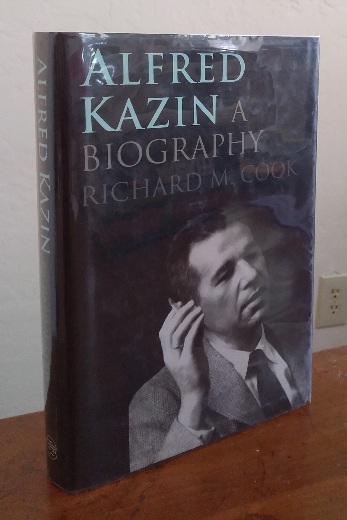 ALFRED
KAZIN A
BIOGRAPHY
RICHARD M. COOK
ALFRED KAZIN